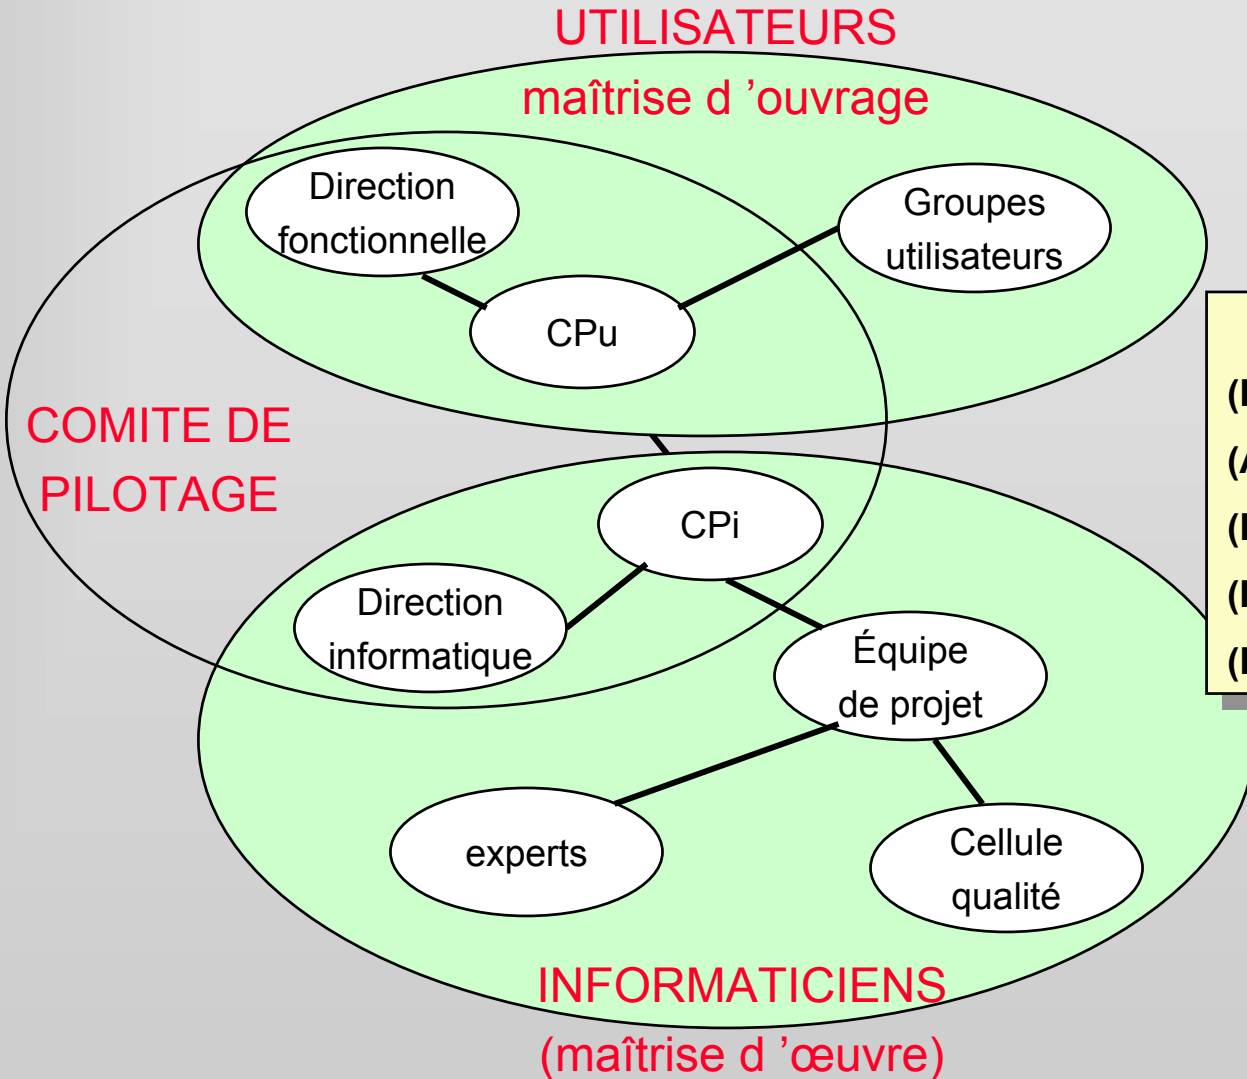 UTILISATEURS
maîtrise d ’ouvrage
Direction
fonctionnelle
Groupes
utilisateurs
CPu
COMITE DE
PILOTAGE
CPi
Direction
informatique
Équipe
de projet
experts
Cellule
qualité
INFORMATICIENS
(maîtrise d ’œuvre)